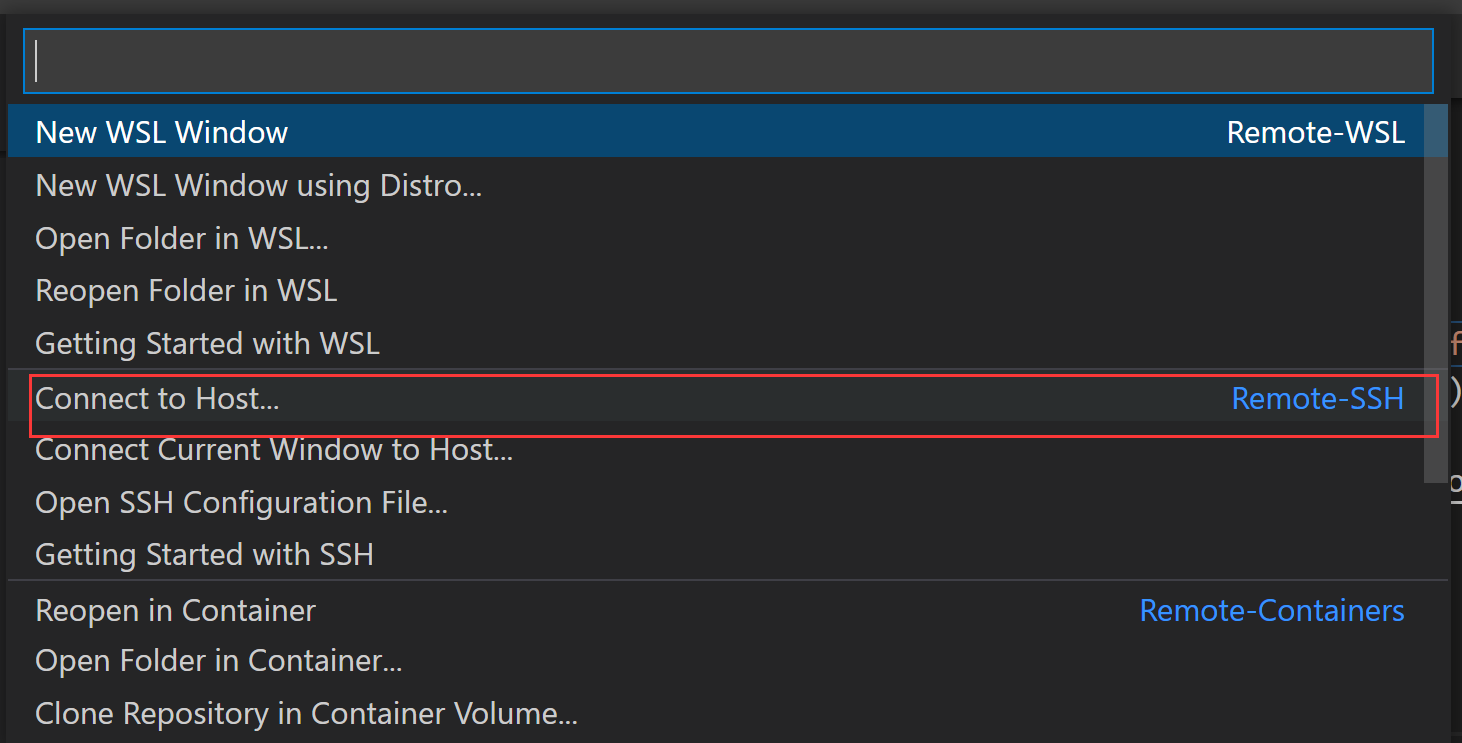 New WSL Window Remote-WSL
New WSL Window using Distro...
Open Folder in WSL...
Reopen Folder in WSL
Getting Started with WSL
Connect to Host... Remote-SSH
Connect Current Window to Host...
Open SSH Configuration File...
Getting Started with SSH
Reopen in Container Remote-Containers
Open Folder in Container...
Clone Repository in Container Volume...